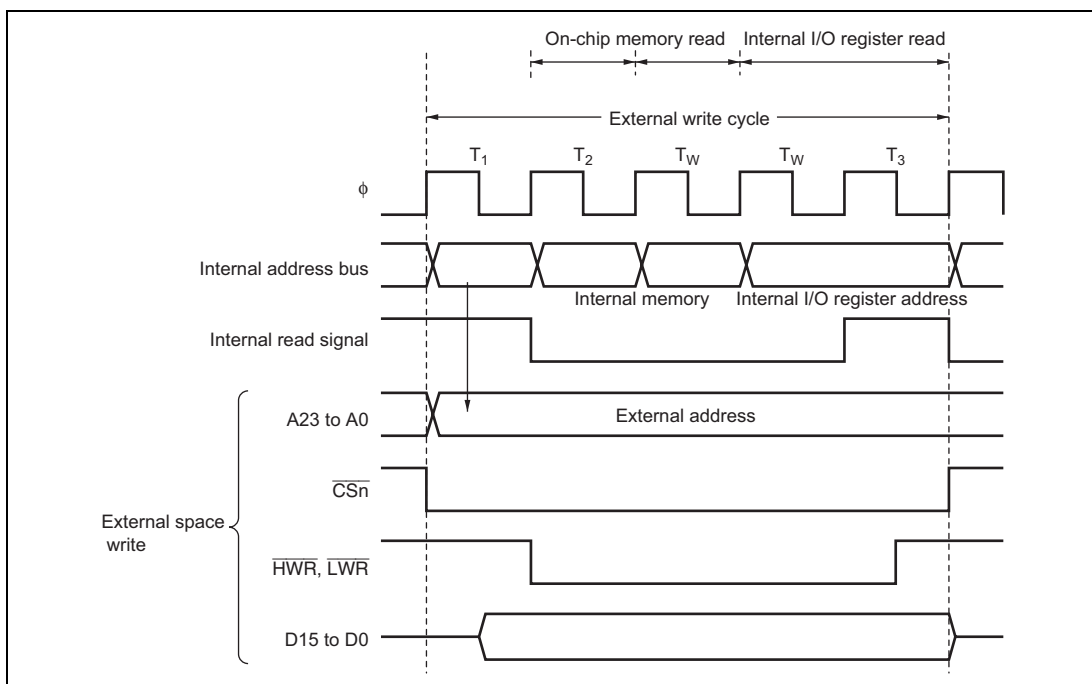 On-chip memory read Internal I/O register read
External write cycle
T1 T2 TW TW T3
ϕ
Internal address bus
Internal memory Internal I/O register address
Internal read signal
A23 to A0 External address
CSn
External space
write
HWR, LWR
D15 to D0